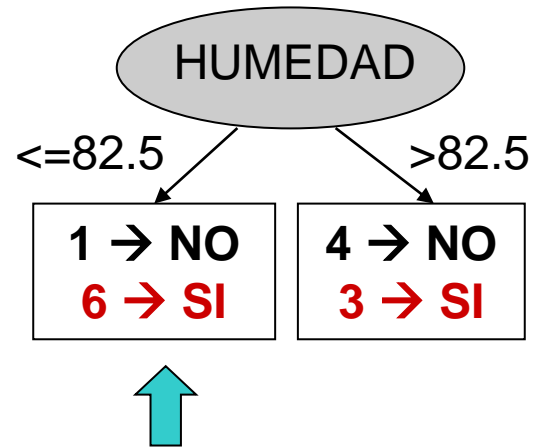 HUMEDAD
<=82.5
>82.5
1 → NO
6 → SI
4 → NO
3 → SI